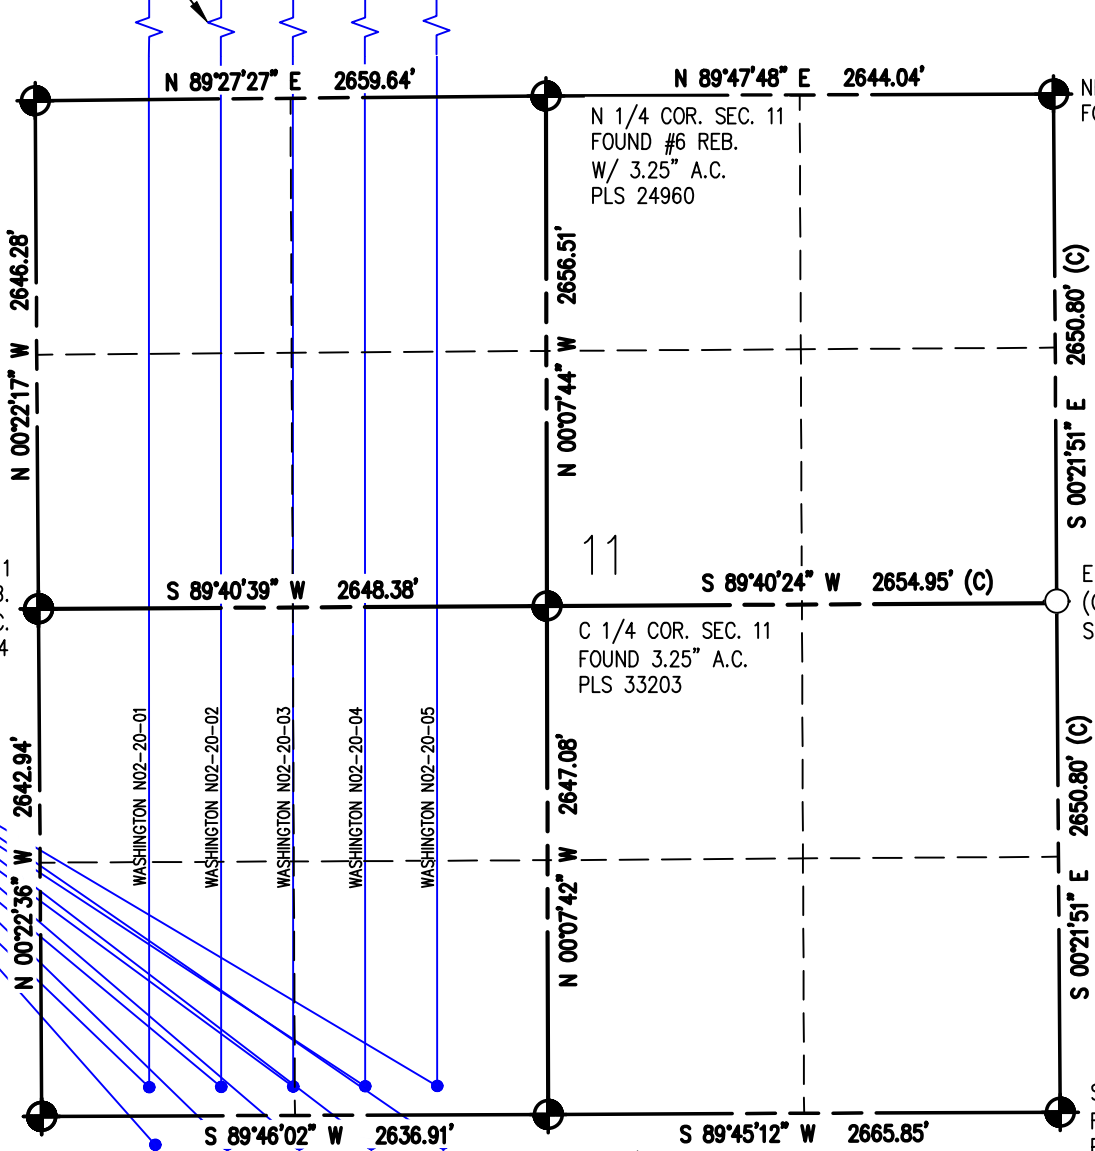 N 89°27'27" E 2659.64'
N 89°47'48" E 2644.04'
N 1/4 COR. SEC. 11
FOUND #6 REB.
W/ 3.25" A.C.
PLS 24960
N 00°22'17" W 2646.28'
N 00°07'44" W 2656.51'
S 00°21'51" E 2650.80' (C)
11
S 89°40'39" W 2648.38'
S 89°40'24" W 2654.95' (C)
1
4
E
S
C 1/4 COR. SEC. 11
FOUND 3.25" A.C.
PLS 33203
WASHINGTON N02-20-01
WASHINGTON N02-20-02
WASHINGTON N02-20-03
WASHINGTON N02-20-04
WASHINGTON N02-20-05
N 00°22'36" W 2642.94'
N 00°07'42" W 2647.08'
S 00°21'51" E 2650.80' (C)
S 89°46'02" W 2636.91'
S 89°45'12" W 2665.85'